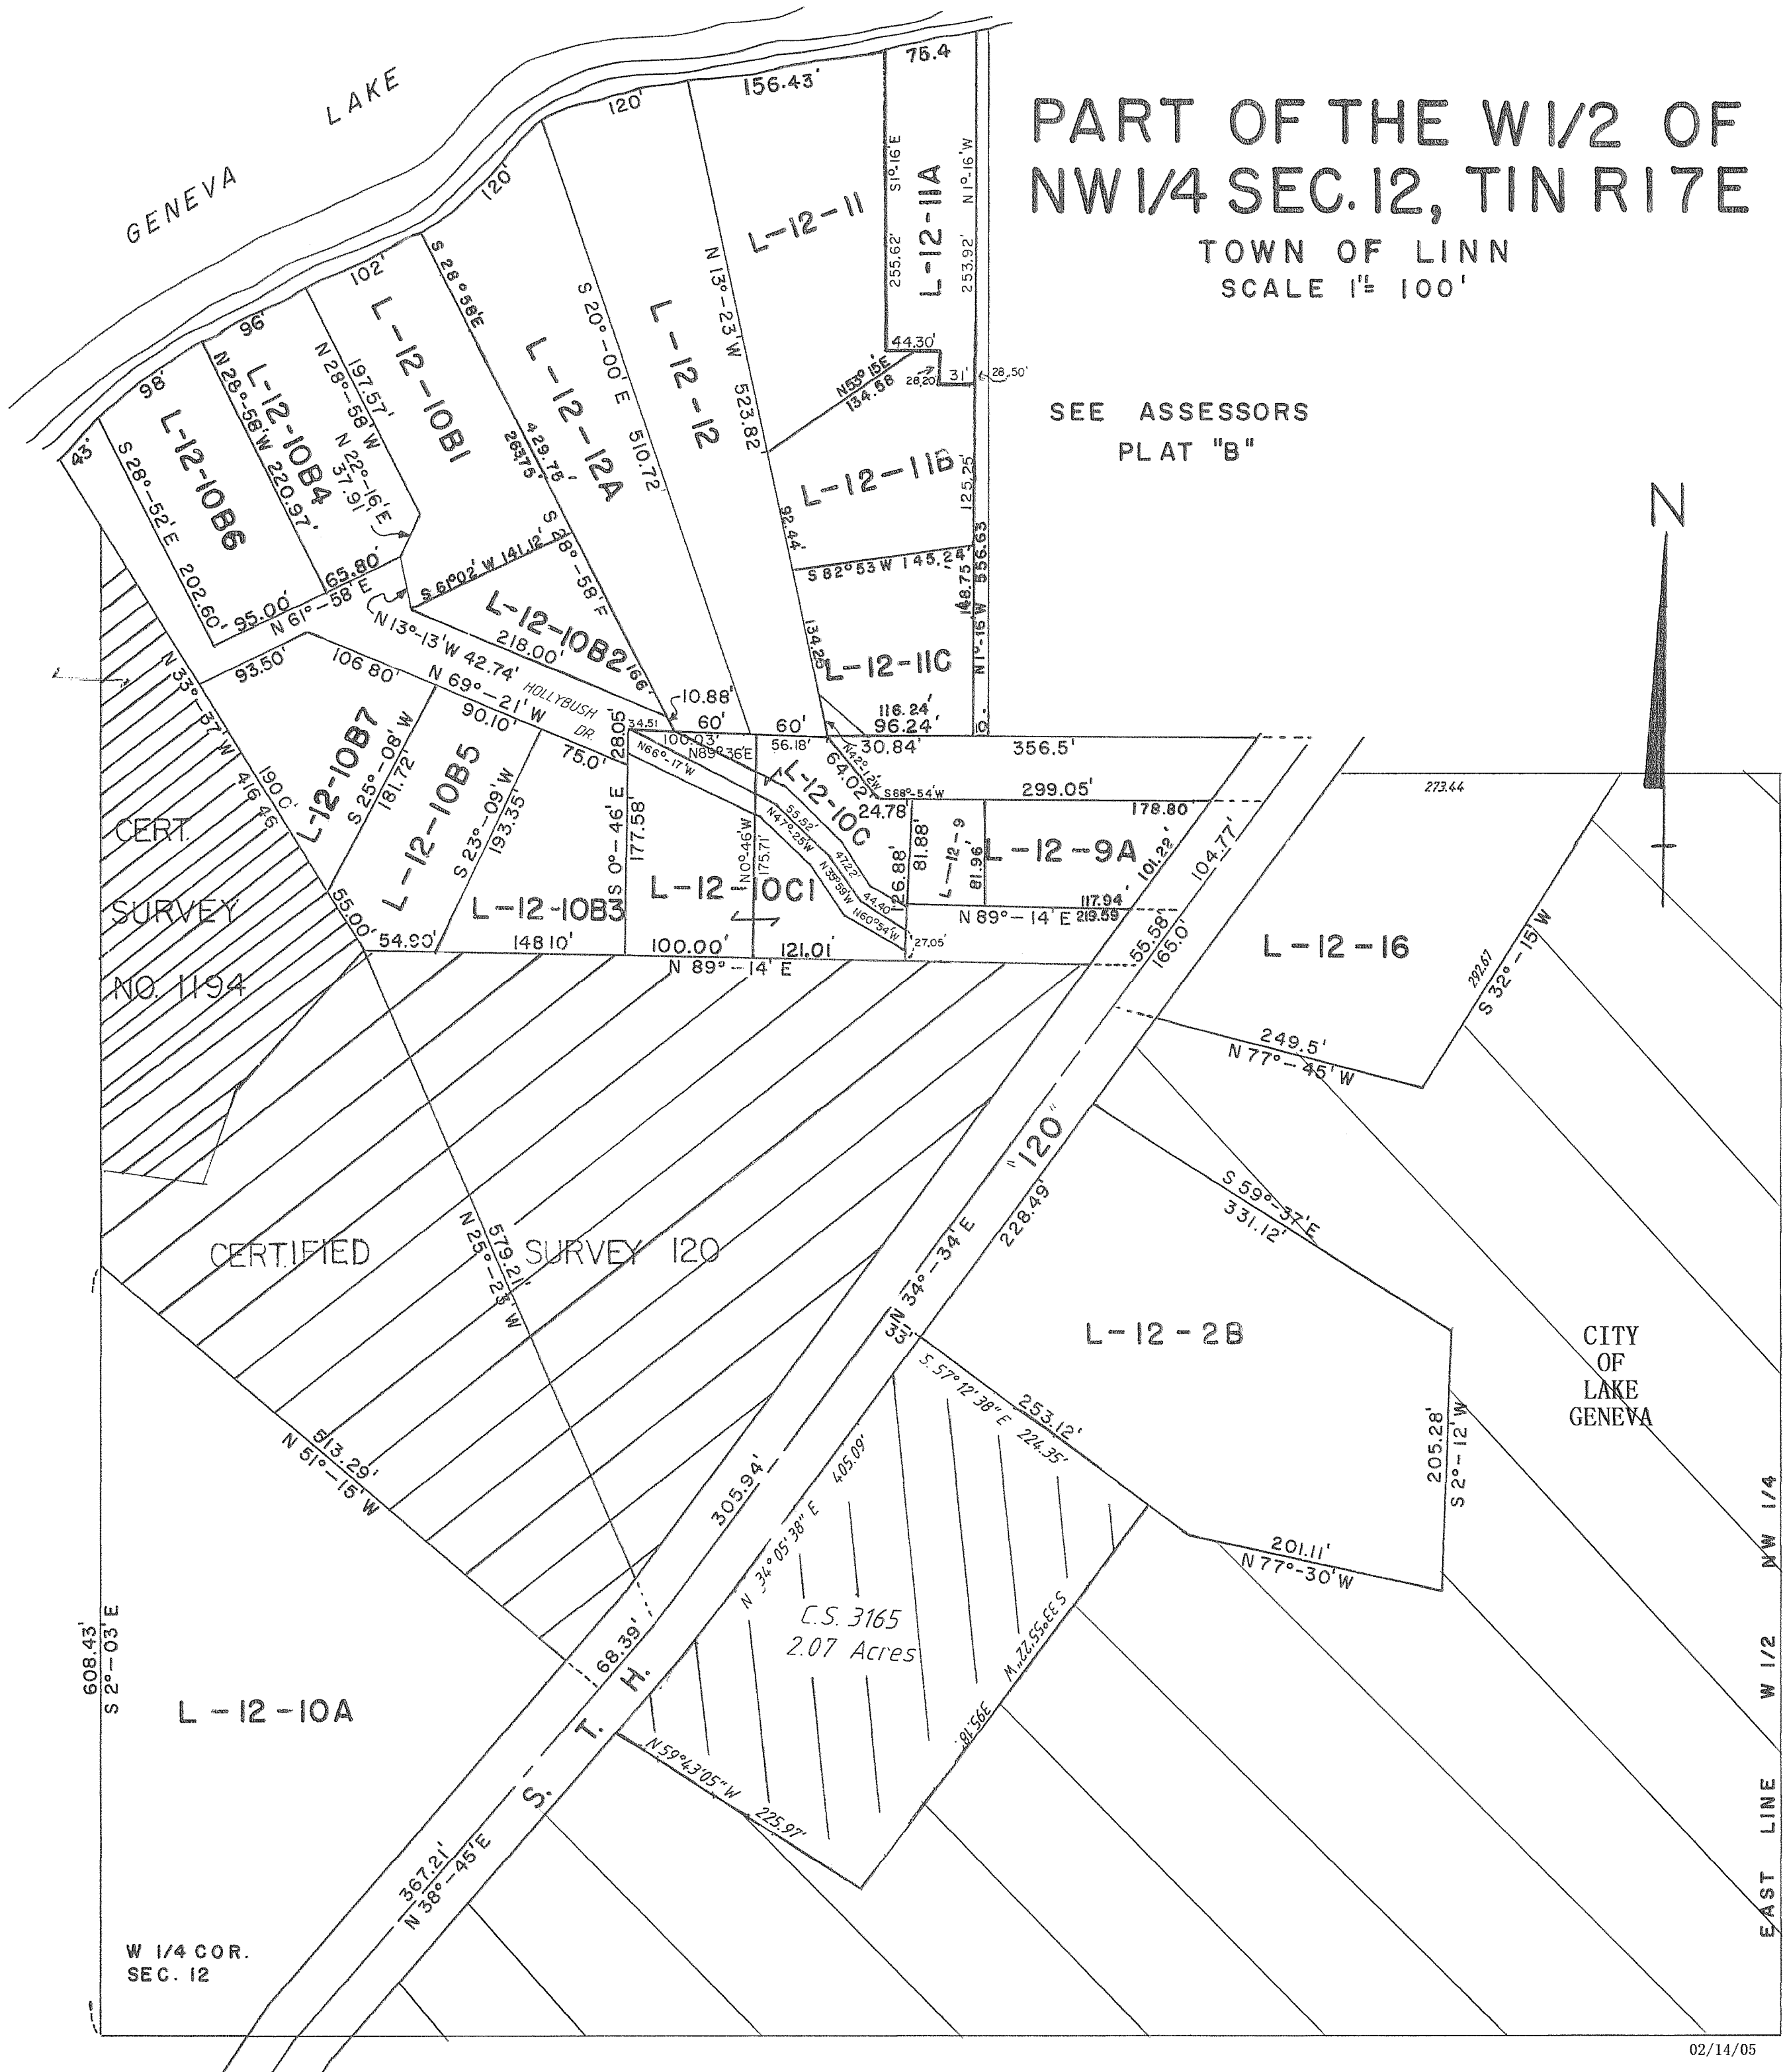 PART OF THE W1/2 OF
NW1/4 SEC.12, T1N R17E
TOWN OF LINN
SCALE 1"= 100'
SEE ASSESSORS
PLAT "B"
N
GENEVA LAKE
75.4
156.43'
120'
120'
102'
96'
98'
43'
L-12-11
S1°-16'E
255.62'
L-12-11A
N1°-16'W
253.92'
44.30'
28.20'
31'
28.50'
N53°15'E
134.58
L-12-11B
125.25'
92.44'
S 82°53'W 145.24'
148.75'
N1°-16'W 556.63
134.25'
L-12-11C
116.24'
96.24'
10'
N 13°-23'W 523.82
L-12-12
S 20°-00' E 510.72'
L-12-12A
S 28°58'E
429.75'
263.75'
S 28°-58'E
166'
L-12-10B1
197.57'
N 28°-58' W
N 22°-16'E
37.91'
L-12-10B4
N 28°-58'W 220.97'
L-12-10B6
S 28°-52'E 202.60'
95.00'
65.80'
N 61°-58' E
S 61°02' W 141.12'
L-12-10B2
218.00'
N 13°-13'W 42.74'
N 69°-21'W
HOLLYBUSH
DR.
93.50'
106.80'
90.10'
75.0'
28.05'
34.51
10.88'
60'
60'
100.03'
N89°36'E
56.18'
30.84'
356.5'
N66°-17'W
N42°-12'W
64.02'
S68°-54'W
299.05'
24.78'
178.80'
L-12-10C
L-12-9
L-12-9A
81.88'
81.96'
126.88'
101.22'
104.77'
117.94'
N 89°-14' E 219.59
55.52'
N47°25'W
47.22'
N35°59'W
44.40'
N60°54'W
27.05'
N 33°-37'W
416.46
190.0'
L-12-10B7
S 25°-08' W
181.72'
L-12-10B5
S 23°-09'W
193.35'
L-12-10B3
S 0°-46' E
177.58'
L-12-10C1
N0°-46'W
175.71'
55.00'
54.90'
148.10'
100.00'
121.01'
N 89°-14' E
55.58'
165.0'
273.44
L-12-16
292.67
S 32°-15'W
249.5'
N 77°-45' W
CERT.
SURVEY
NO. 1194
CERTIFIED SURVEY 120
579.21'
N 25°-23' W
513.29'
N 51°-15' W
"120"
228.49'
N 34°-34'E
33'
S 59°-37'E
331.12'
L-12-2B
S. 57° 12' 38" E 224.35'
253.12'
205.28'
S 2°-12' W
201.11'
N 77°-30'W
CITY
OF
LAKE
GENEVA
305.94'
405.09'
N 34° 05' 38" E
C.S. 3165
2.07 Acres
S 33°55'22" W
395.18'
68.39'
S. T. H.
N 59°43'05" W 225.97'
608.43'
S 2°-03'E
L-12-10A
367.21'
N 38°-45'E
W 1/4 COR.
SEC. 12
EAST LINE W 1/2 NW 1/4
02/14/05